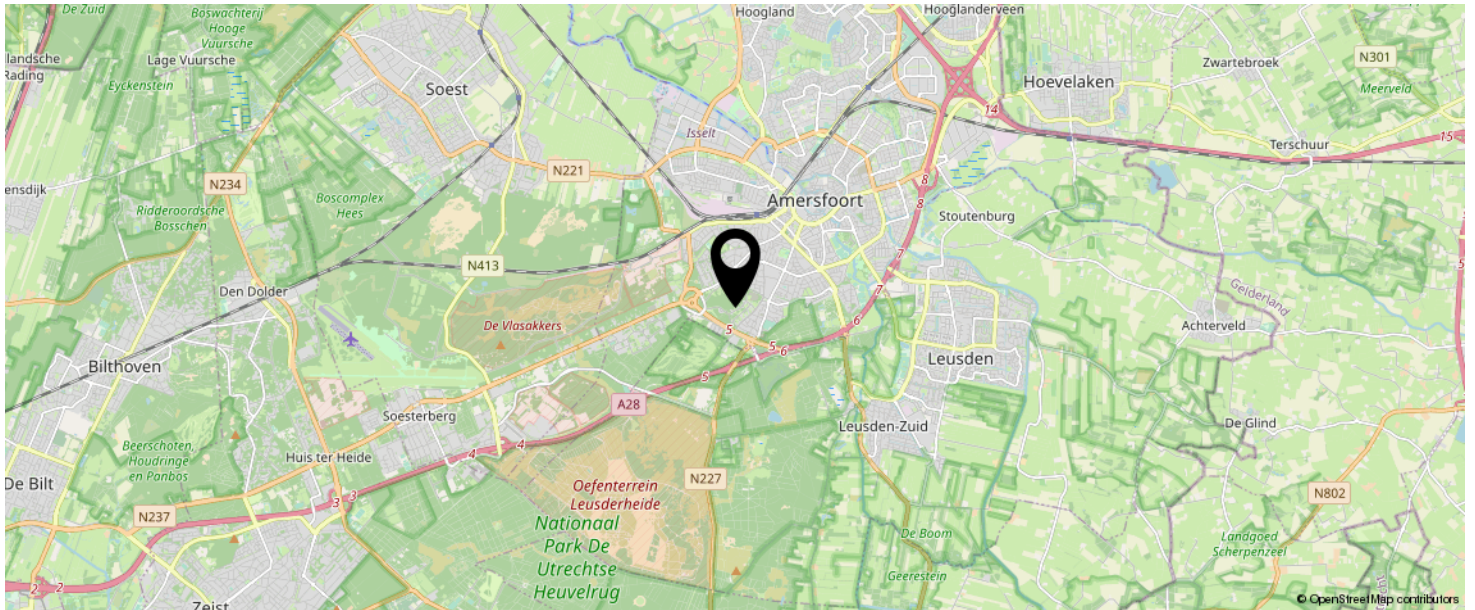 De Zuid
Boswachterij
Hooge
Vuursche
Hoogland
Hooglanderveen
llandsche
Rading
Lage Vuursche
Eyckenstein
N301
Zwartebroek
Meerveld
Soest
Hoevelaken
14
Isselt
15
Terschuur
N221
8
ensdijk
N234
Boscomplex
Hees
Amersfoort
8
Ridderoordsche
Bosschen
Stoutenburg
7
N413
5
Den Dolder
7
Gelderland
De Vlasakkers
5
6
Achterveld
5
6
Bilthoven
Leusden
5
A28
Soesterberg
De Glind
Leusden-Zuid
4
Beerschoten,
Houdringe
en Panbos
Huis ter Heide
4
De Bilt
Oefenterrein
Leusderheide
N227
N802
3
3
N237
Nationaal
Park De
Utrechtse
Heuvelrug
De Boom
Landgoed
Scherpenzeel
Geerestein
2
2
Zeist
© OpenStreetMap contributors